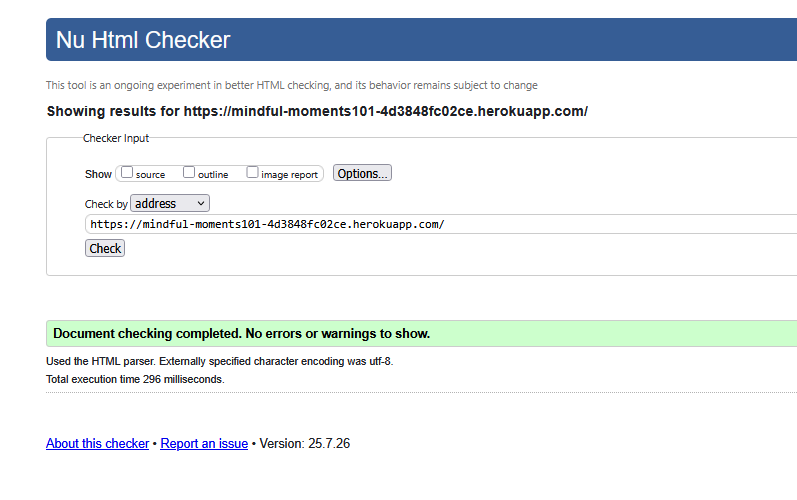 Nu Html Checker
This tool is an ongoing experiment in better HTML checking, and its behavior remains subject to change
Showing results for https://mindful-moments101-4d3848fc02ce.herokuapp.com/
Checker Input
Show source outline image report Options...
Check by address
https://mindful-moments101-4d3848fc02ce.herokuapp.com/
Check
Document checking completed. No errors or warnings to show.
Used the HTML parser. Externally specified character encoding was utf-8.
Total execution time 296 milliseconds.
About this checker • Report an issue • Version: 25.7.26